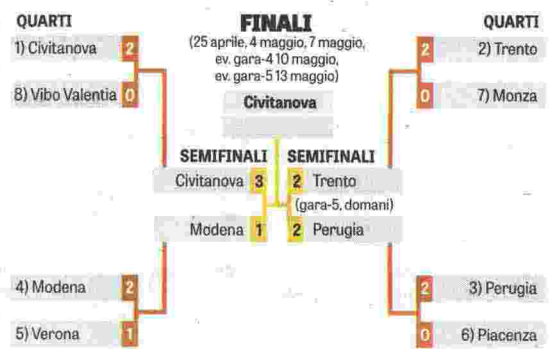 QUARTI
1) Civitanova 2
8) Vibo Valentia 0
FINALI
(25 aprile, 4 maggio, 7 maggio,
ev. gara-4 10 maggio,
ev. gara-5 13 maggio)
Civitanova
QUARTI
2 2) Trento
0 7) Monza
SEMIFINALI
Civitanova 3
Modena 1
SEMIFINALI
2 Trento
(gara-5, domani)
2 Perugia
4) Modena 2
5) Verona 1
2 3) Perugia
0 6) Piacenza